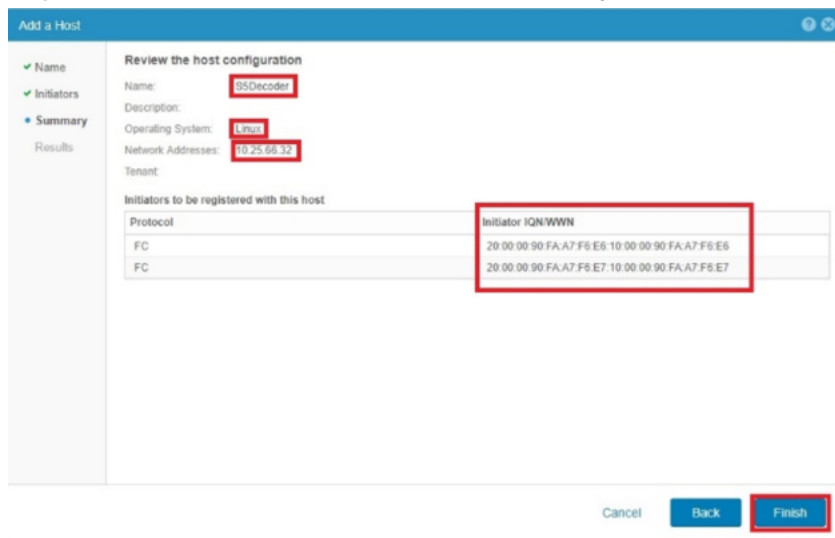 Add a Host
Name
Initiators
Summary
Results
Review the host configuration
Name: S5Decoder
Description:
Operating System: Linux
Network Addresses: 10.25.66.32
Tenant:
Initiators to be registered with this host
Protocol Initiator IQN/WWN
FC 20:00:00:90:FA:A7:F6:E6:10:00:00:90:FA:A7:F6:E6
FC 20:00:00:90:FA:A7:F6:E7:10:00:00:90:FA:A7:F6:E7
Cancel Back Finish